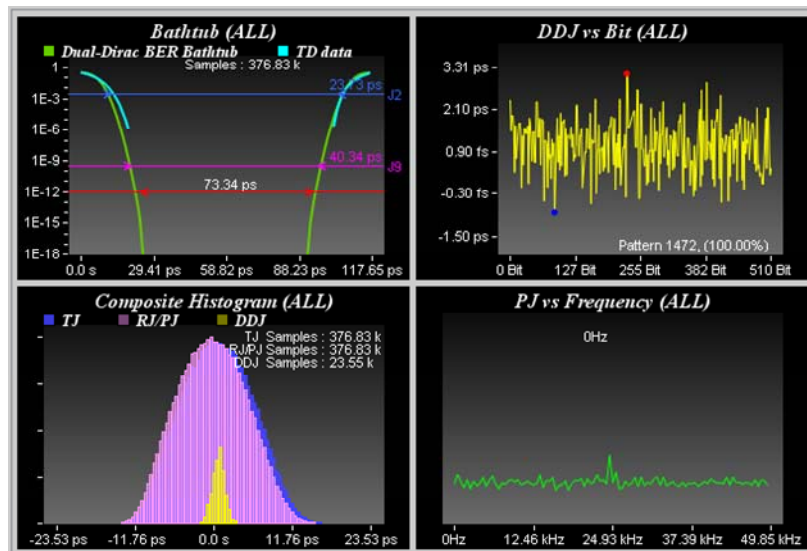 Bathtub (ALL)
Dual-Dirac BER Bathtub TD data
Samples : 376.83 k
1
1E-3
1E-6
1E-9
1E-12
1E-15
1E-18
23.73 ps J2
40.34 ps J9
73.34 ps
0.0 s 29.41 ps 58.82 ps 88.23 ps 117.65 ps
DDJ vs Bit (ALL)
3.31 ps
2.10 ps
0.90 fs
-0.30 ps
-1.50 ps
Pattern 1472, (100.00%)
0 Bit 127 Bit 255 Bit 382 Bit 510 Bit
Composite Histogram (ALL)
TJ RJ/PJ DDJ
TJ Samples : 376.83 k
RJ/PJ Samples : 376.83 k
DDJ Samples : 23.55 k
-23.53 ps -11.76 ps 0.0 s 11.76 ps 23.53 ps
PJ vs Frequency (ALL)
0Hz
0Hz 12.46 kHz 24.93 kHz 37.39 kHz 49.85 kHz